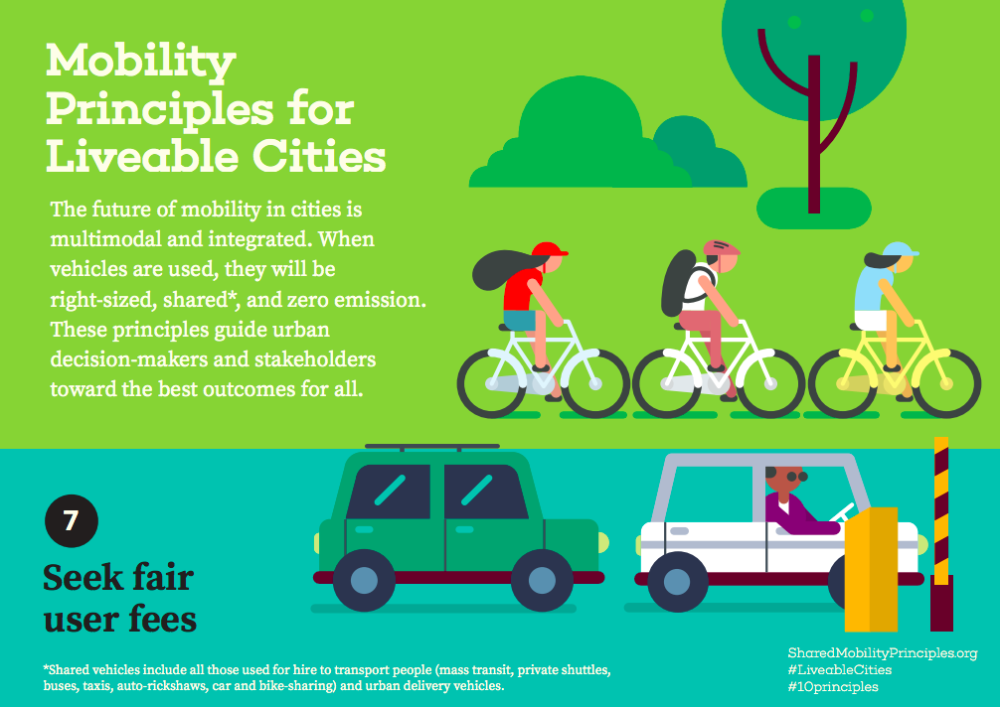 Mobility
Principles for
Liveable Cities
The future of mobility in cities is
multimodal and integrated. When
vehicles are used, they will be
right-sized, shared*, and zero emission.
These principles guide urban
decision-makers and stakeholders
toward the best outcomes for all.
7
Seek fair
user fees
*Shared vehicles include all those used for hire to transport people (mass transit, private shuttles,
buses, taxis, auto-rickshaws, car and bike-sharing) and urban delivery vehicles.
SharedMobilityPrinciples.org
#LiveableCities
#10principles